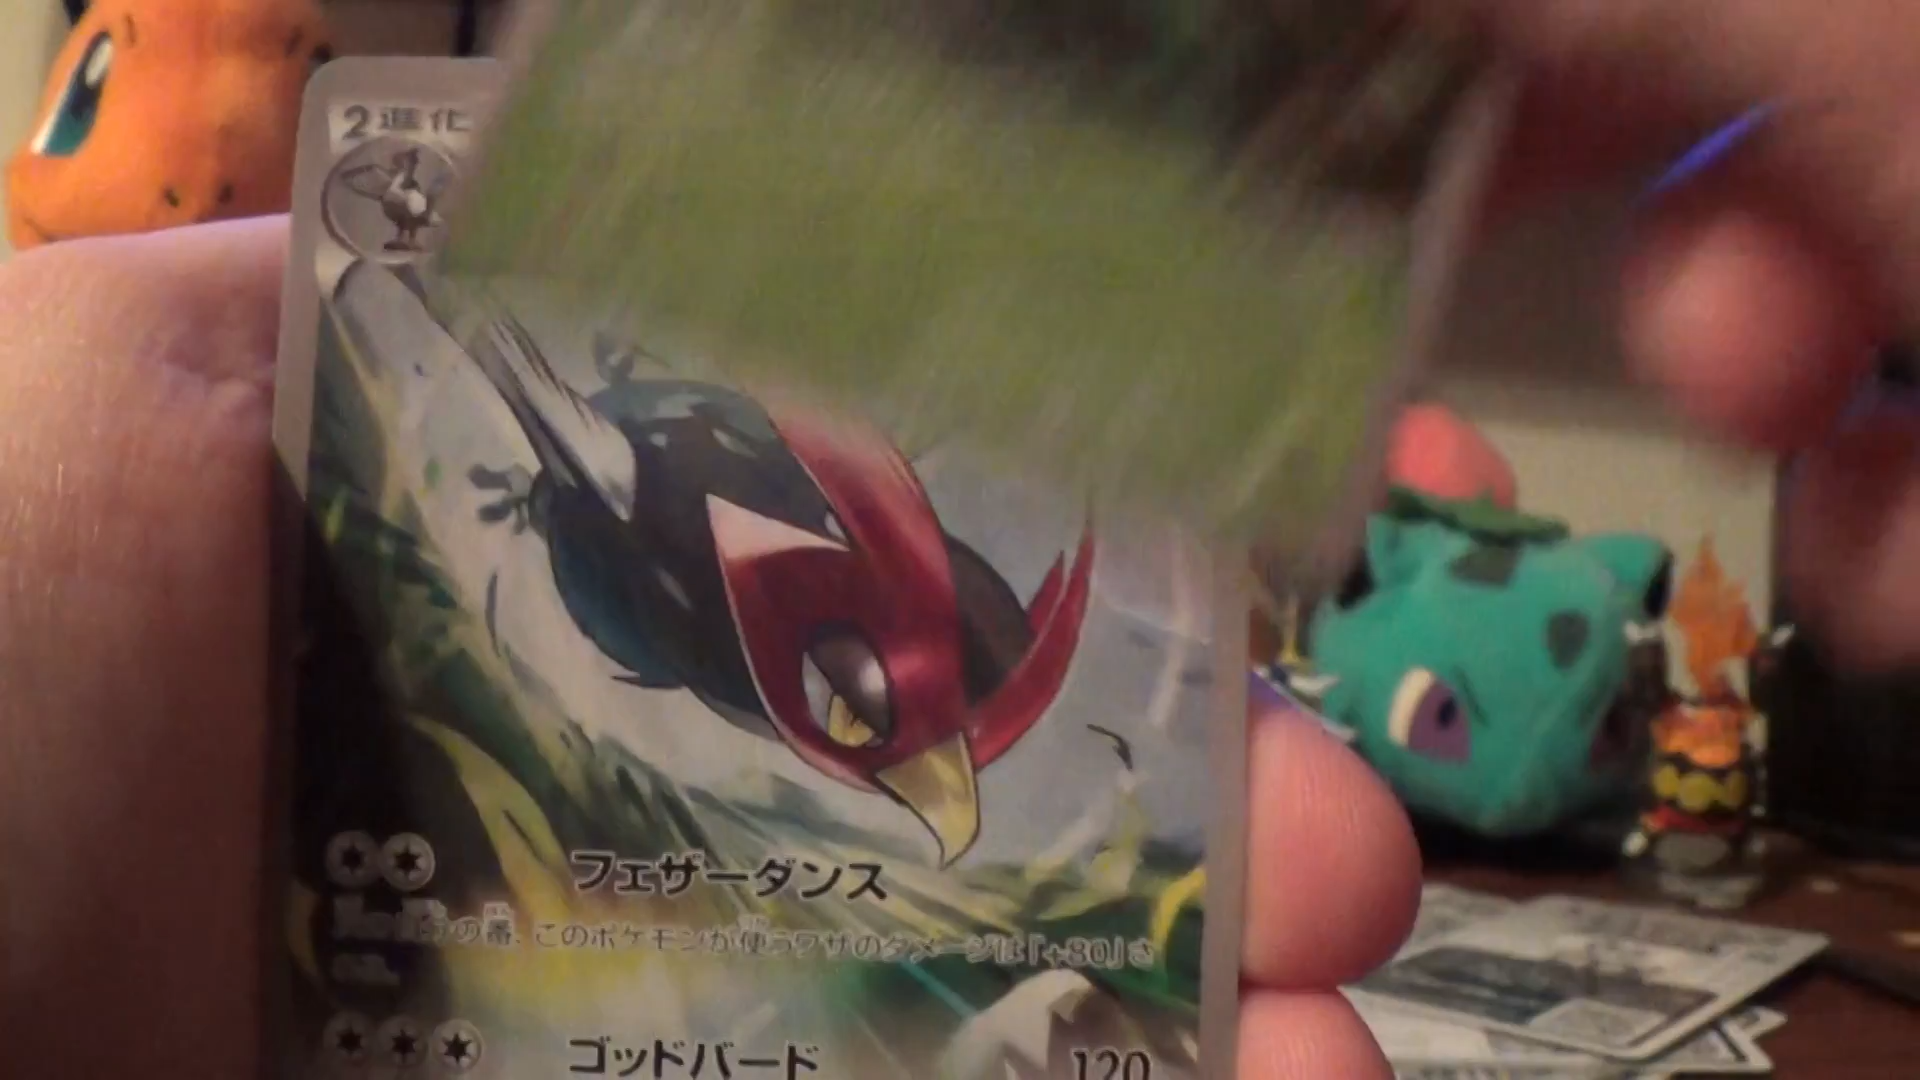 2進化
フェザーダンス
の番、このポケモンが使うワザのダメージは「+80」さ
ゴッドバード
120